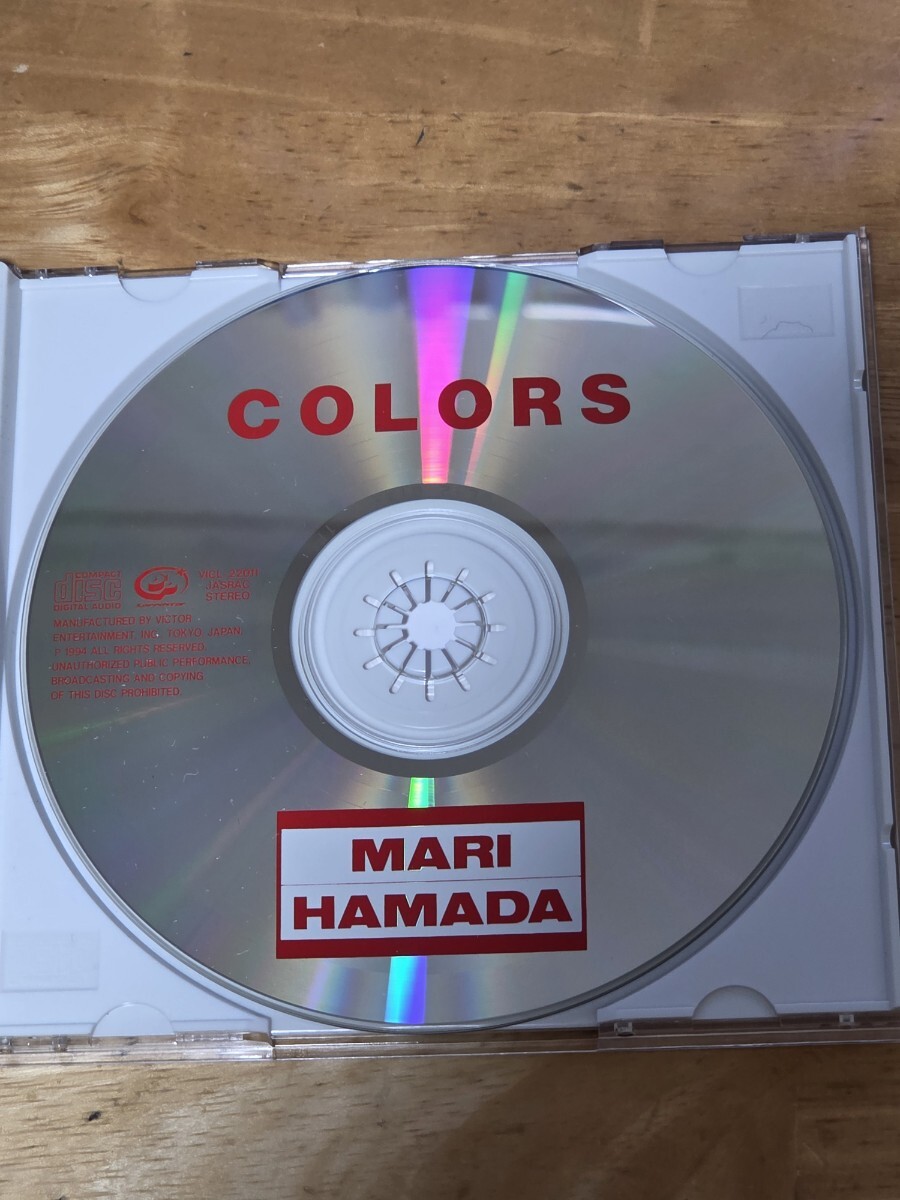 COLORS
COMPACT
disc
DIGITAL AUDIO
JASRAC
STEREO
MANUFACTURED BY VICTOR
ENTERTAINMENT, INC. TOKYO, JAPAN.
P 1994 ALL RIGHTS RESERVED.
UNAUTHORIZED PUBLIC PERFORMANCE,
BROADCASTING AND COPYING
OF THIS DISC PROHIBITED.
MARI
HAMADA